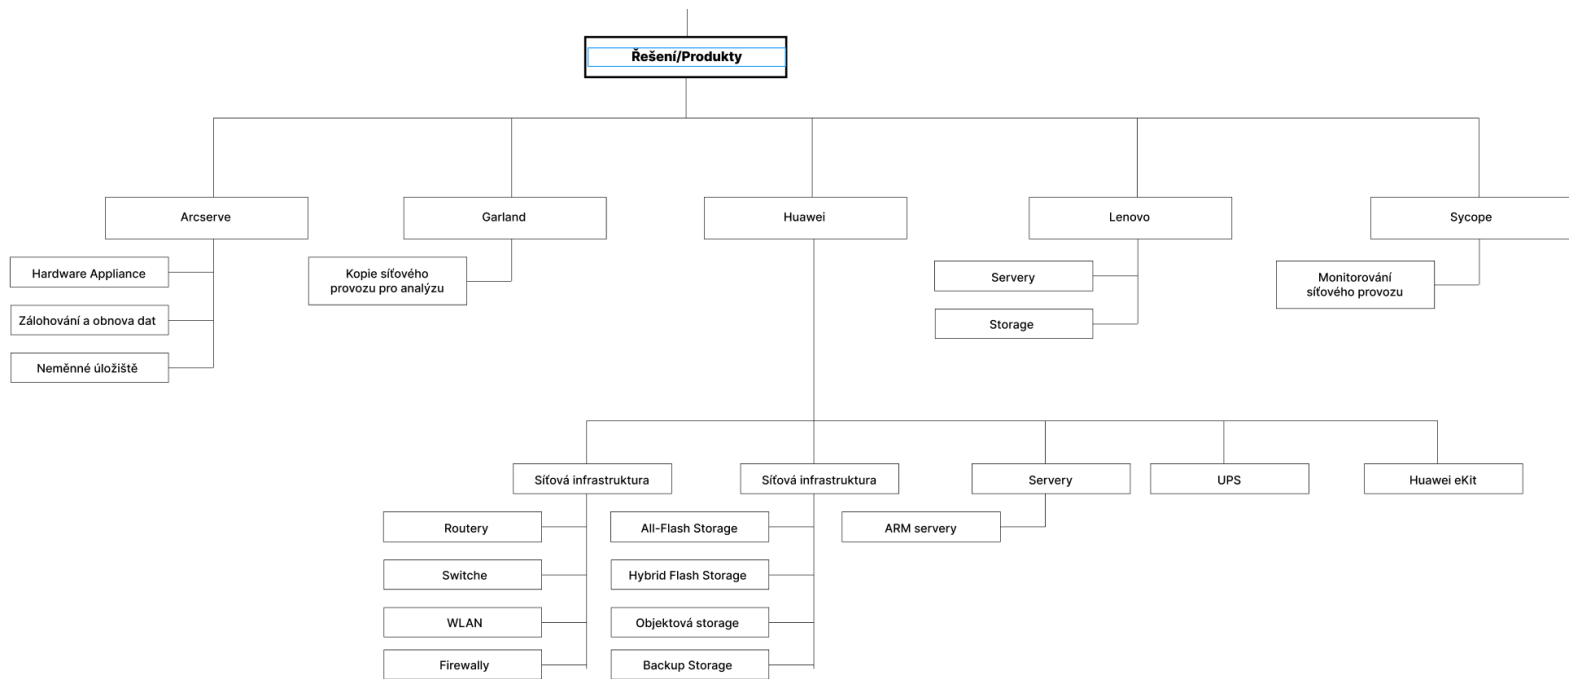 Řešení/Produkty
Arcserve
Garland
Huawei
Lenovo
Sycope
Hardware Appliance
Zálohování a obnova dat
Neměnné úložiště
Kopie síťového
provozu pro analýzu
Servery
Storage
Monitorování
síťového provozu
Síťová infrastruktura
Síťová infrastruktura
Servery
UPS
Huawei eKit
Routery
Switche
WLAN
Firewally
All-Flash Storage
Hybrid Flash Storage
Objektová storage
Backup Storage
ARM servery